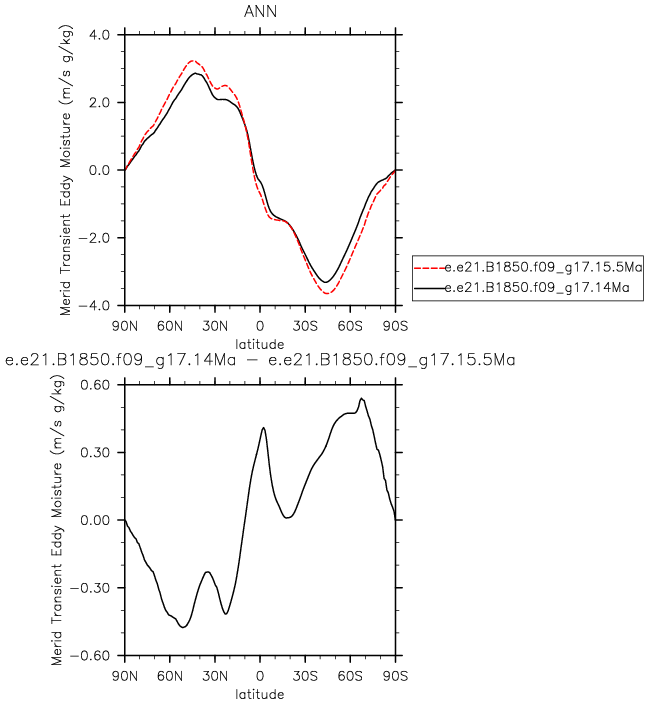 ANN
Merid Transient Eddy Moisture (m/s g/kg)
4.0
2.0
0.0
−2.0
−4.0
90N 60N 30N 0 30S 60S 90S
latitude
e.e21.B1850.f09_g17.15.5Ma
e.e21.B1850.f09_g17.14Ma
e.e21.B1850.f09_g17.14Ma − e.e21.B1850.f09_g17.15.5Ma
Merid Transient Eddy Moisture (m/s g/kg)
0.60
0.30
0.00
−0.30
−0.60
90N 60N 30N 0 30S 60S 90S
latitude